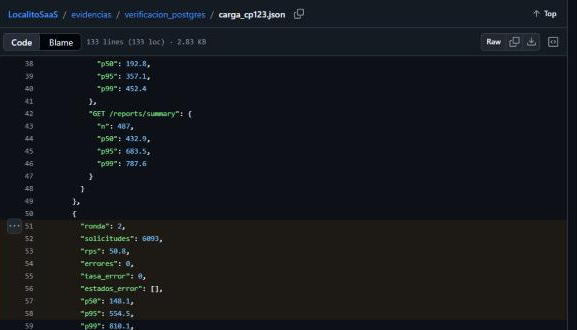 LocalitoSaaS / evidencias / verificacion_postgres / carga_cp123.json
Top
Code Blame 133 lines (133 loc) · 2.83 KB Raw
38 "p50": 192.8,
39 "p95": 357.1,
40 "p99": 452.4
41 },
42 "GET /reports/summary": {
43 "n": 487,
44 "p50": 432.9,
45 "p95": 683.5,
46 "p99": 787.6
47 }
48 }
49 },
50 {
51 "ronda": 2,
52 "solicitudes": 6093,
53 "rps": 50.8,
54 "errores": 0,
55 "tasa_error": 0,
56 "estados_error": [],
57 "p50": 148.1,
58 "p95": 554.5,
59 "p99": 810.1,